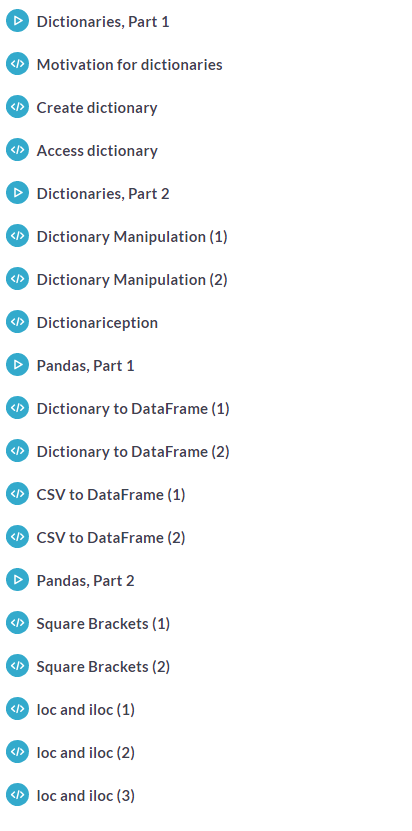 Dictionaries, Part 1
Motivation for dictionaries
Create dictionary
Access dictionary
Dictionaries, Part 2
Dictionary Manipulation (1)
Dictionary Manipulation (2)
Dictionariception
Pandas, Part 1
Dictionary to DataFrame (1)
Dictionary to DataFrame (2)
CSV to DataFrame (1)
CSV to DataFrame (2)
Pandas, Part 2
Square Brackets (1)
Square Brackets (2)
loc and iloc (1)
loc and iloc (2)
loc and iloc (3)